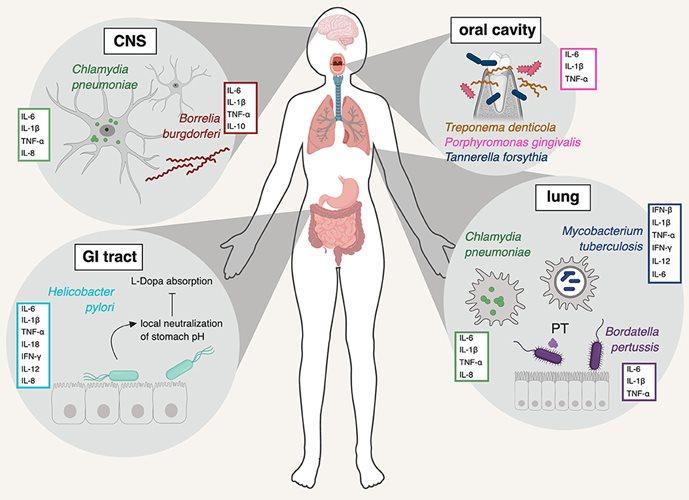 CNS
Chlamydia
pneumoniae
IL-6
IL-1β
TNF-α
IL-8
Borrelia
burgdorferi
IL-6
IL-1β
TNF-α
IL-10
oral cavity
IL-6
IL-1β
TNF-α
Treponema denticola
Porphyromonas gingivalis
Tannerella forsythia
GI tract
Helicobacter
pylori
L-Dopa absorption
local neutralization
of stomach pH
IL-6
IL-1β
TNF-α
IL-18
IFN-γ
IL-12
IL-8
lung
Chlamydia
pneumoniae
Mycobacterium
tuberculosis
IFN-β
IL-1β
TNF-α
IFN-γ
IL-12
IL-6
PT
Bordatella
pertussis
IL-6
IL-1β
TNF-α
IL-8
IL-6
IL-1β
TNF-α